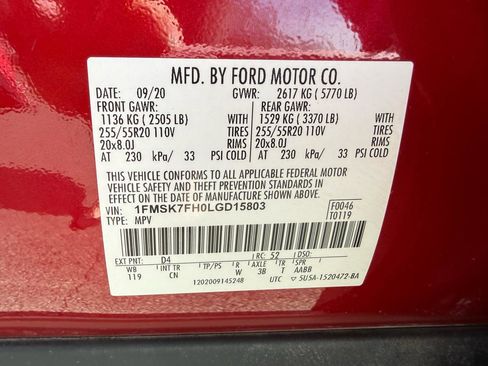 MFD. BY FORD MOTOR CO.
DATE: 09/20 GVWR: 2617 KG ( 5770 LB)
FRONT GAWR: REAR GAWR:
1136 KG ( 2505 LB) 1529 KG ( 3370 LB)
255/55R20 110V TIRES 255/55R20 110V TIRES
20x8.0J RIMS 20x8.0J RIMS
AT 230 kPa/ 33 PSI COLD AT 230 kPa/ 33 PSI COLD
THIS VEHICLE CONFORMS TO ALL APPLICABLE FEDERAL MOTOR
VEHICLE SAFETY AND THEFT PREVENTION STANDARDS IN
EFFECT ON THE DATE OF MANUFACTURE SHOWN ABOVE.
VIN: 1FMSK7FH0LGD15803 F0046
TYPE: MPV T0119
EXT PNT: D4 RC: 52
WB INT TR TP/PS R AX TR SPR
119 CN W 3B T AABB
1202009145248 UTC 5U5A-1520472-BA